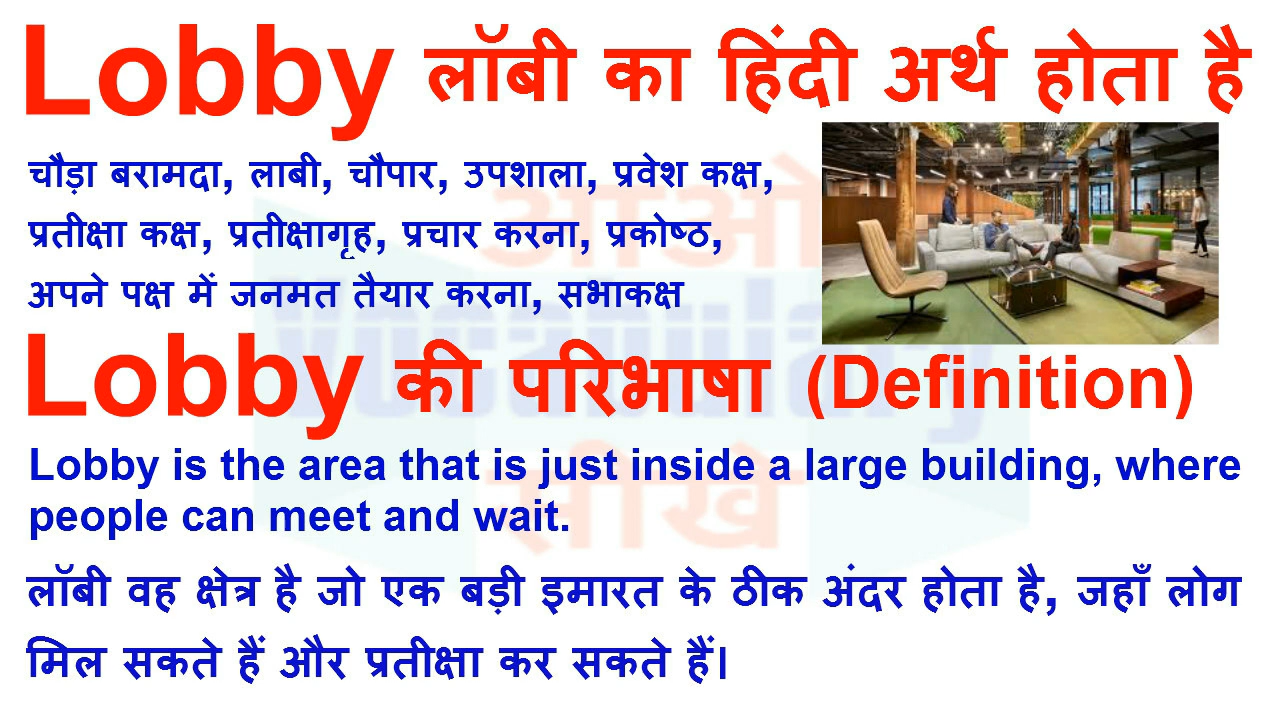 Lobby लॉबी का हिंदी अर्थ होता है
चौड़ा बरामदा, लाबी, चौपार, उपशाला, प्रवेश कक्ष,
प्रतीक्षा कक्ष, प्रतीक्षागृह, प्रचार करना, प्रकोष्ठ,
अपने पक्ष में जनमत तैयार करना, सभाकक्ष
Lobby की परिभाषा (Definition)
Lobby is the area that is just inside a large building, where
people can meet and wait.
लॉबी वह क्षेत्र है जो एक बड़ी इमारत के ठीक अंदर होता है, जहाँ लोग
मिल सकते हैं और प्रतीक्षा कर सकते हैं।
आओ
Vocabulary
सीखे